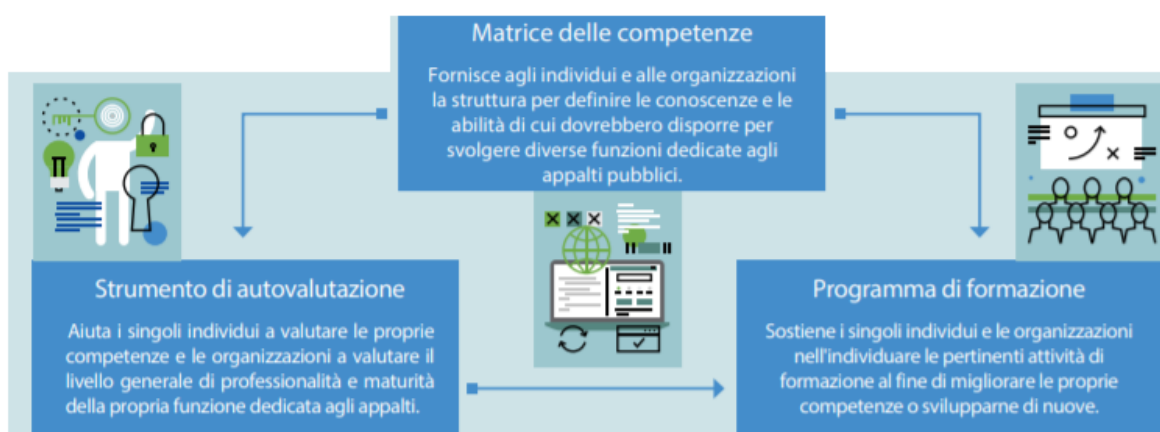 Matrice delle competenze
Fornisce agli individui e alle organizzazioni
la struttura per definire le conoscenze e le
abilità di cui dovrebbero disporre per
svolgere diverse funzioni dedicate agli
appalti pubblici.
Strumento di autovalutazione
Aiuta i singoli individui a valutare le proprie
competenze e le organizzazioni a valutare il
livello generale di professionalità e maturità
della propria funzione dedicata agli appalti.
Programma di formazione
Sostiene i singoli individui e le organizzazioni
nell'individuare le pertinenti attività di
formazione al fine di migliorare le proprie
competenze o svilupparne di nuove.